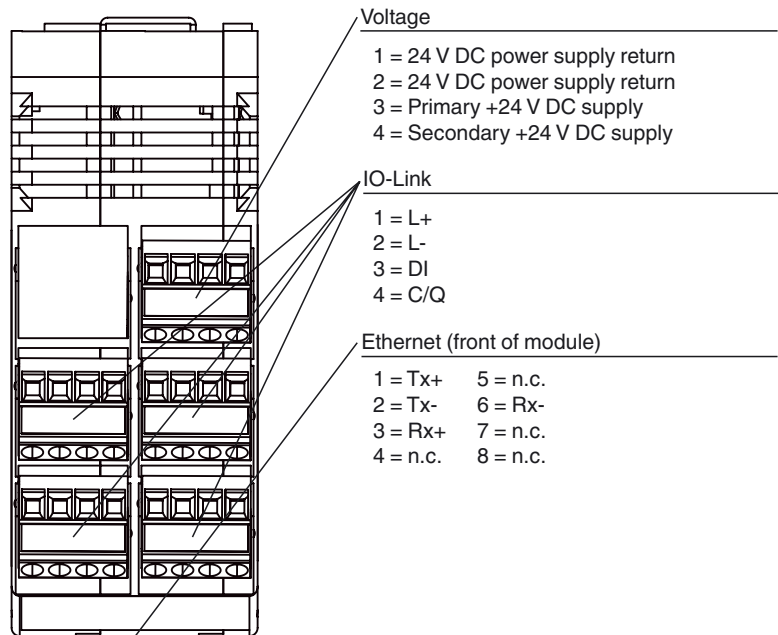 Voltage
1 = 24 V DC power supply return
2 = 24 V DC power supply return
3 = Primary +24 V DC supply
4 = Secondary +24 V DC supply
IO-Link
1 = L+
2 = L-
3 = DI
4 = C/Q
Ethernet (front of module)
1 = Tx+ 5 = n.c.
2 = Tx- 6 = Rx-
3 = Rx+ 7 = n.c.
4 = n.c. 8 = n.c.